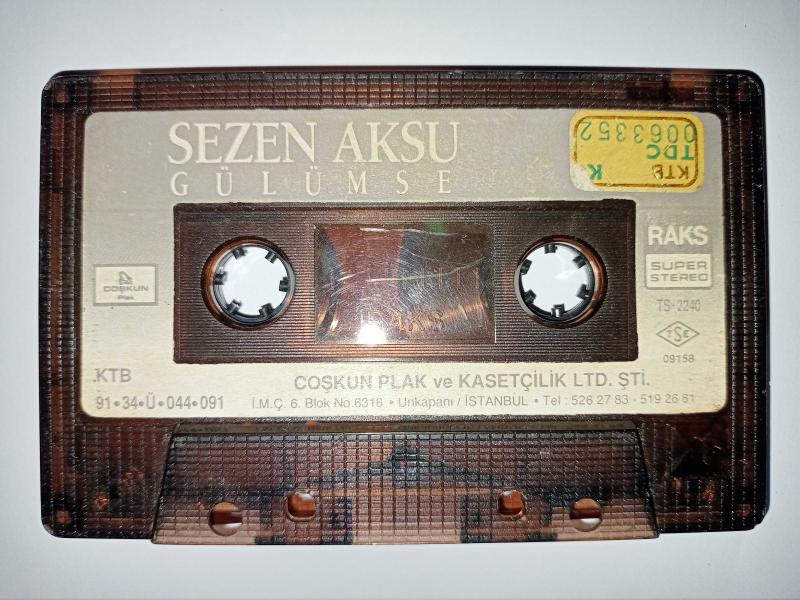 SEZEN AKSU
GÜLÜMSE
KTB
K
TDC
0063352
RAKS
SUPER
STEREO
TS-2240
TSE
09158
COŞKUN
Plak
.KTB
91•34•Ü•044•091
COŞKUN PLAK ve KASETÇİLİK LTD. ŞTİ.
İ.M.Ç. 6. Blok No.6316 • Unkapanı / İSTANBUL • Tel : 526 27 83 - 519 26 81